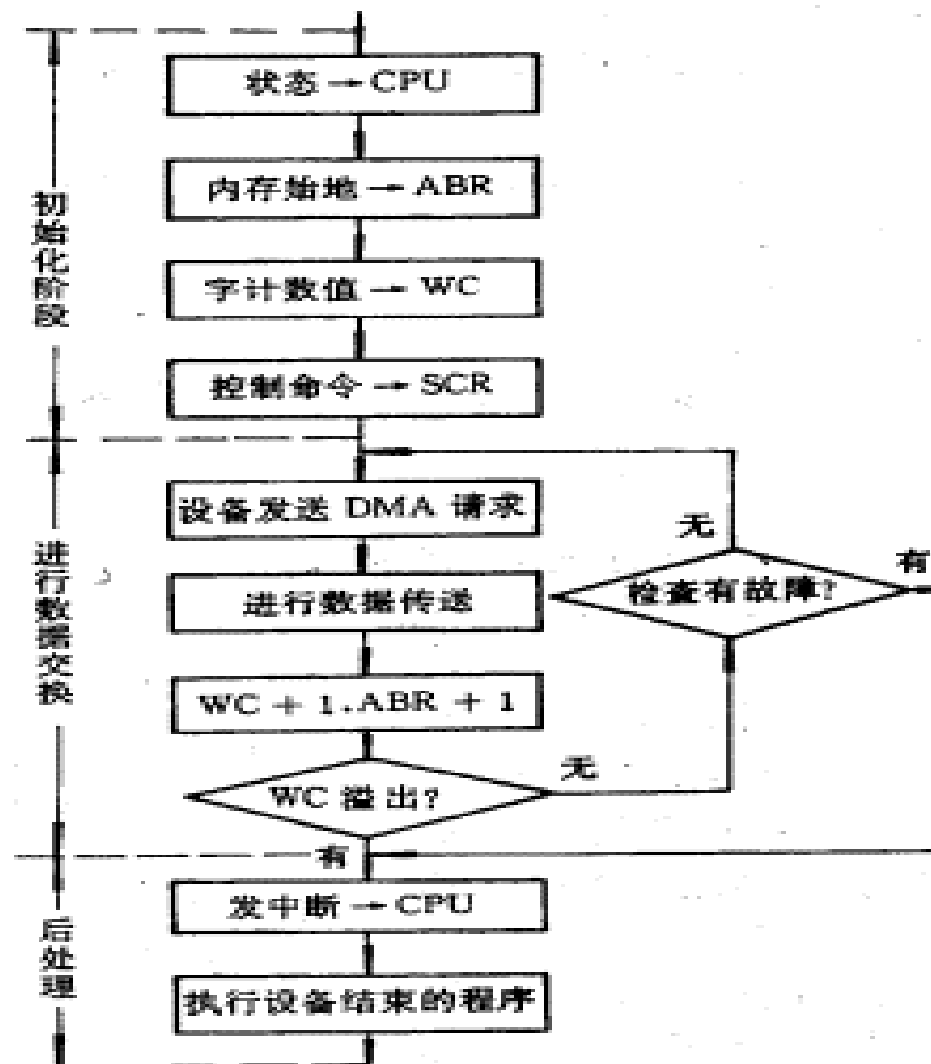 状态→CPU
内存始地→ABR
字计数值→WC
控制命令→SCR
初始化阶段
设备发送 DMA 请求
进行数据传送
WC + 1.ABR + 1
WC 溢出?
无
检查有故障?
无
有
进行数据交换
有
发中断→CPU
执行设备结束的程序
后处理